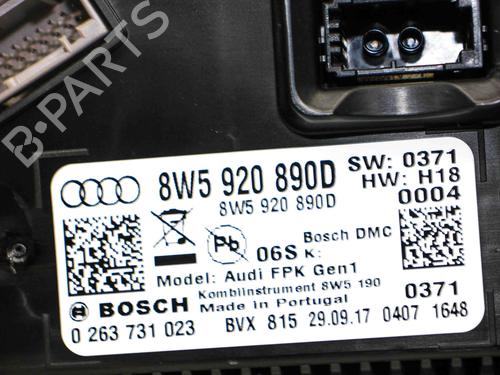 B-PARTS
8W5 920 890D SW: 0371
8W5 920 890D HW: H18
0004
Pb
06S Bosch DMC
K:
Model: Audi FPK Gen1
Kombiinstrument 8W5 190
BOSCH Made in Portugal 0371
0 263 731 023 BVX 815 29.09.17 0407 1648